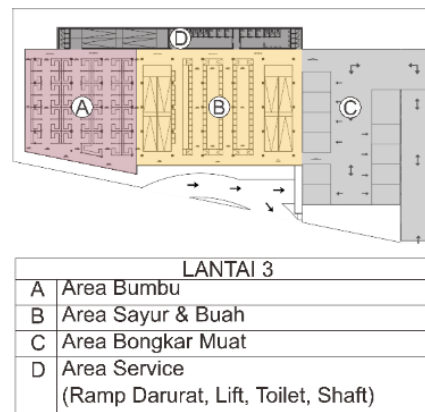 D
A
B
C
LANTAI 3
A Area Bumbu
B Area Sayur & Buah
C Area Bongkar Muat
D Area Service
(Ramp Darurat, Lift, Toilet, Shaft)